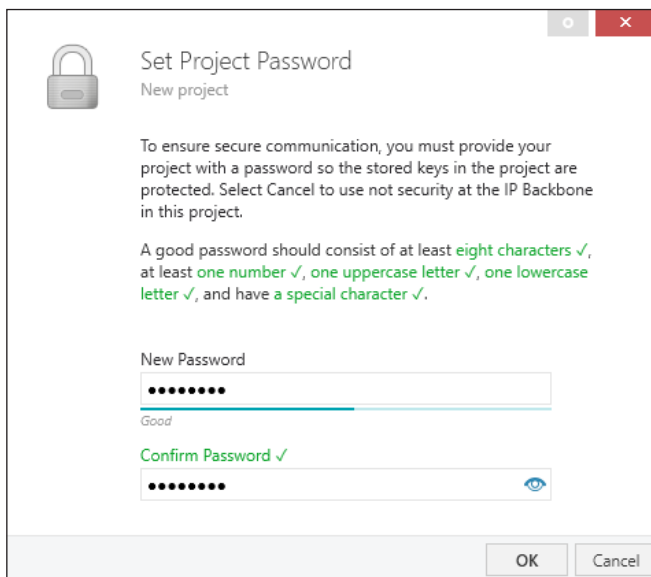 Set Project Password
New project
To ensure secure communication, you must provide your
project with a password so the stored keys in the project are
protected. Select Cancel to use not security at the IP Backbone
in this project.
A good password should consist of at least eight characters ✓,
at least one number ✓, one uppercase letter ✓, one lowercase
letter ✓, and have a special character ✓.
New Password
●●●●●●●●
Good
Confirm Password ✓
●●●●●●●●
OK Cancel